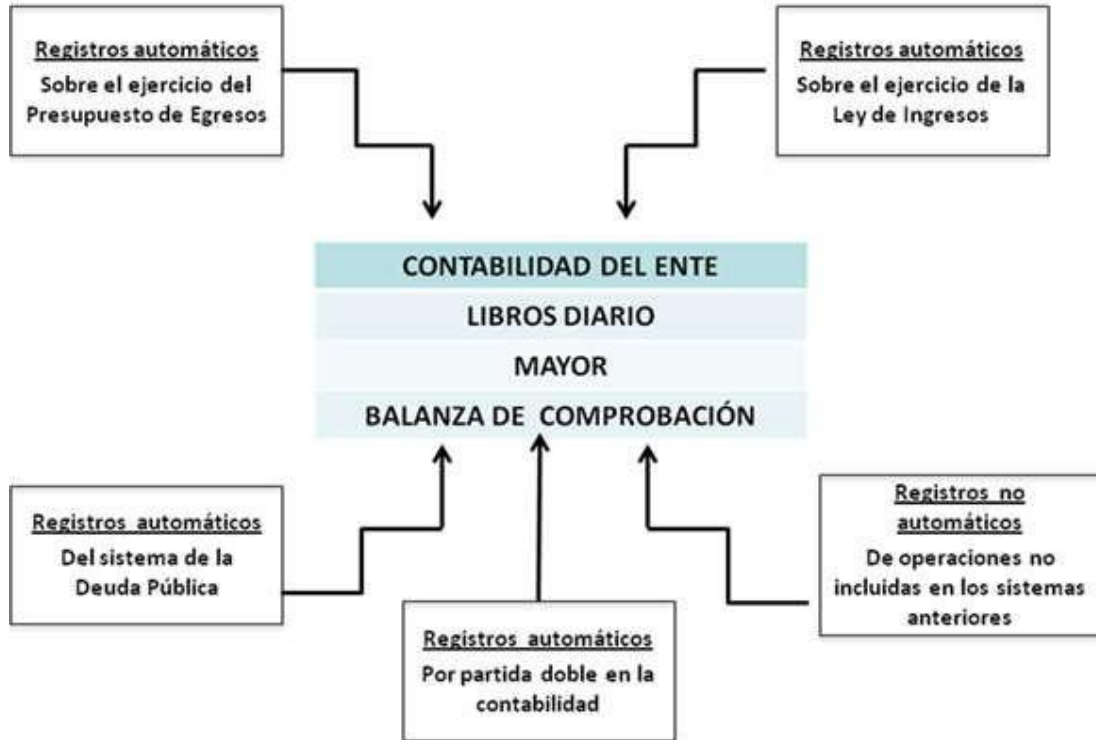 Registros automáticos
Sobre el ejercicio del
Presupuesto de Egresos
Registros automáticos
Sobre el ejercicio de la
Ley de Ingresos
CONTABILIDAD DEL ENTE
LIBROS DIARIO
MAYOR
BALANZA DE COMPROBACIÓN
Registros automáticos
Del sistema de la
Deuda Pública
Registros automáticos
Por partida doble en la
contabilidad
Registros no
automáticos
De operaciones no
incluidas en los sistemas
anteriores